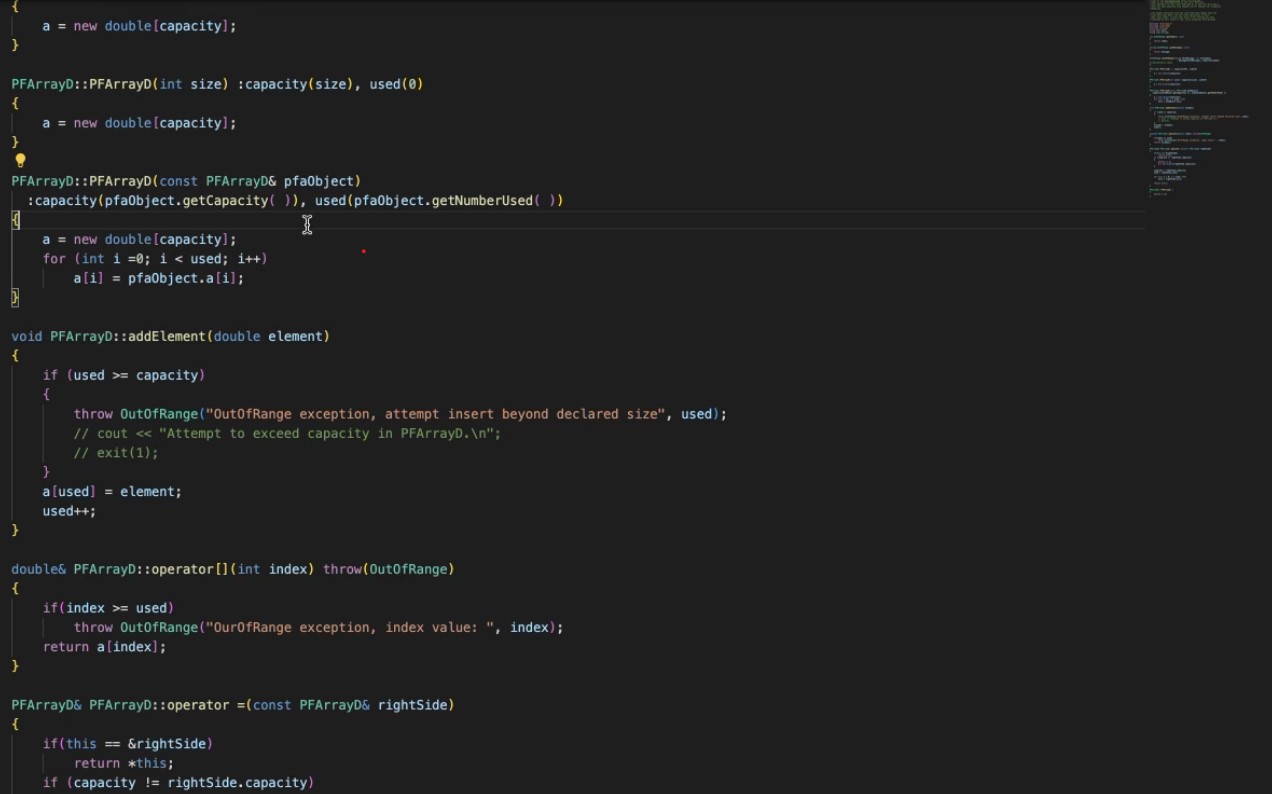 {
    a = new double[capacity];
}
PFArrayD::PFArrayD(int size) :capacity(size), used(0)
{
    a = new double[capacity];
}
PFArrayD::PFArrayD(const PFArrayD& pfaObject)
  :capacity(pfaObject.getCapacity( )), used(pfaObject.getNumberUsed( ))
{
    a = new double[capacity];
    for (int i =0; i < used; i++)
        a[i] = pfaObject.a[i];
}
void PFArrayD::addElement(double element)
{
    if (used >= capacity)
    {
        throw OutOfRange("OutOfRange exception, attempt insert beyond declared size", used);
        // cout << "Attempt to exceed capacity in PFArrayD.\n";
        // exit(1);
    }
    a[used] = element;
    used++;
}
double& PFArrayD::operator[](int index) throw(OutOfRange)
{
    if(index >= used)
        throw OutOfRange("OurOfRange exception, index value: ", index);
    return a[index];
}
PFArrayD& PFArrayD::operator =(const PFArrayD& rightSide)
{
    if(this == &rightSide)
        return *this;
    if (capacity != rightSide.capacity)